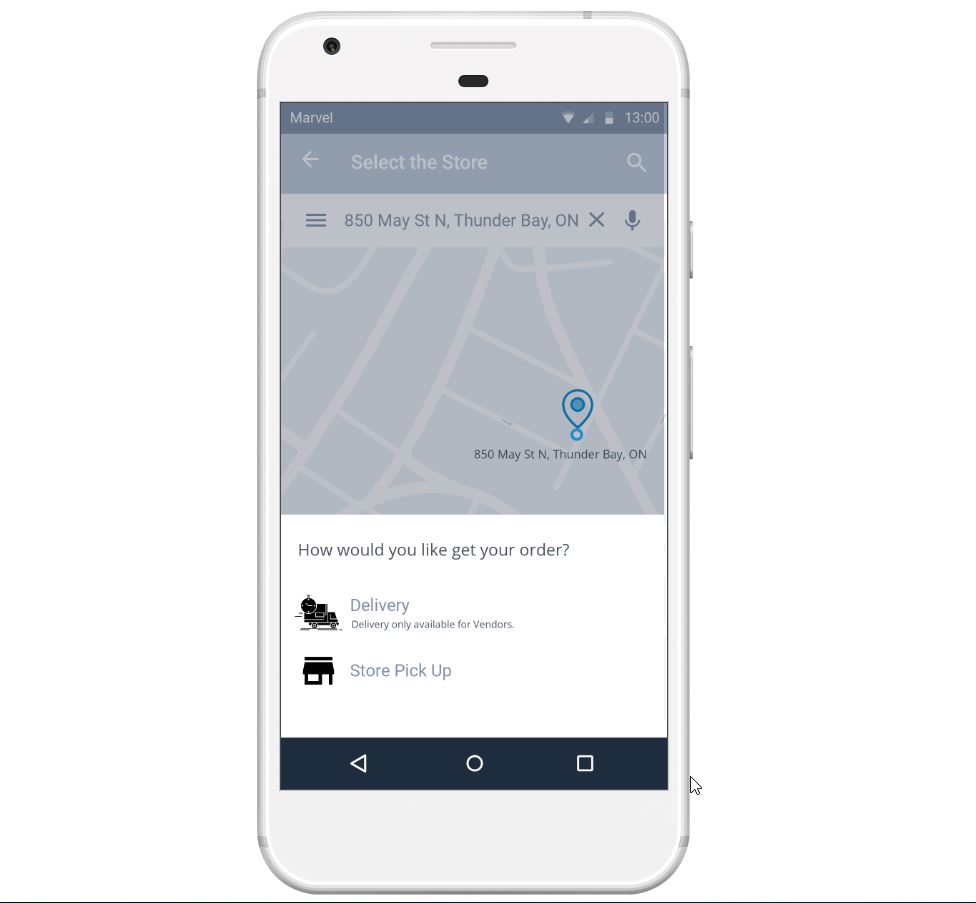 Marvel 13:00
Select the Store
850 May St N, Thunder Bay, ON
850 May St N, Thunder Bay, ON
How would you like get your order?
Delivery
Delivery only available for Vendors.
Store Pick Up